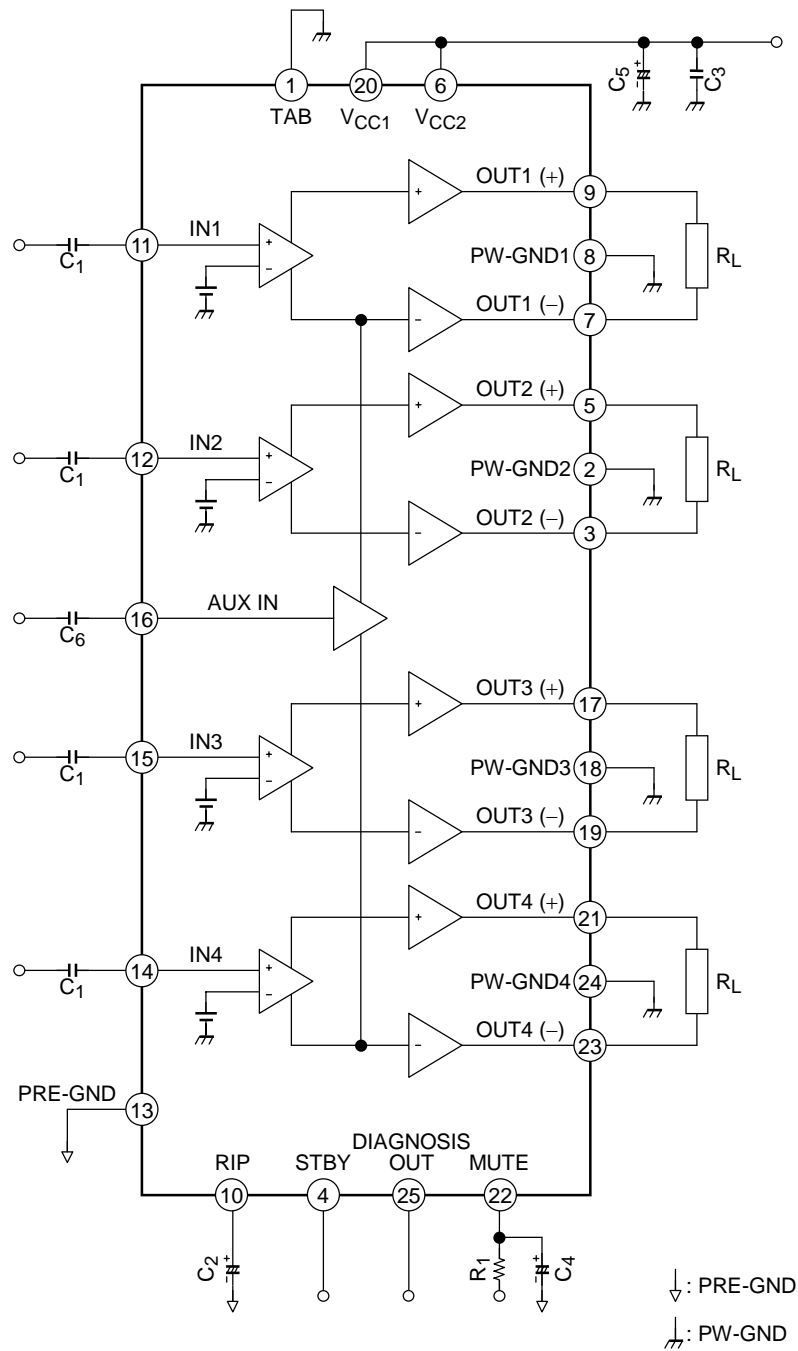 1 20 6
TAB VCC1 VCC2
C5 + - C3
OUT1 (+) 9
+
IN1
11 C1
+ -
PW-GND1 8 RL
OUT1 (−) 7
-
OUT2 (+) 5
+
IN2
12 C1
+ -
PW-GND2 2 RL
OUT2 (−) 3
-
AUX IN
16 C6
OUT3 (+) 17
+
IN3
15 C1
+ -
PW-GND3 18 RL
OUT3 (−) 19
-
OUT4 (+) 21
+
IN4
14 C1
+ -
PW-GND4 24 RL
OUT4 (−) 23
-
PRE-GND 13
DIAGNOSIS
RIP STBY OUT MUTE
10 4 25 22
C2 + - R1 C4 + -
: PRE-GND
: PW-GND